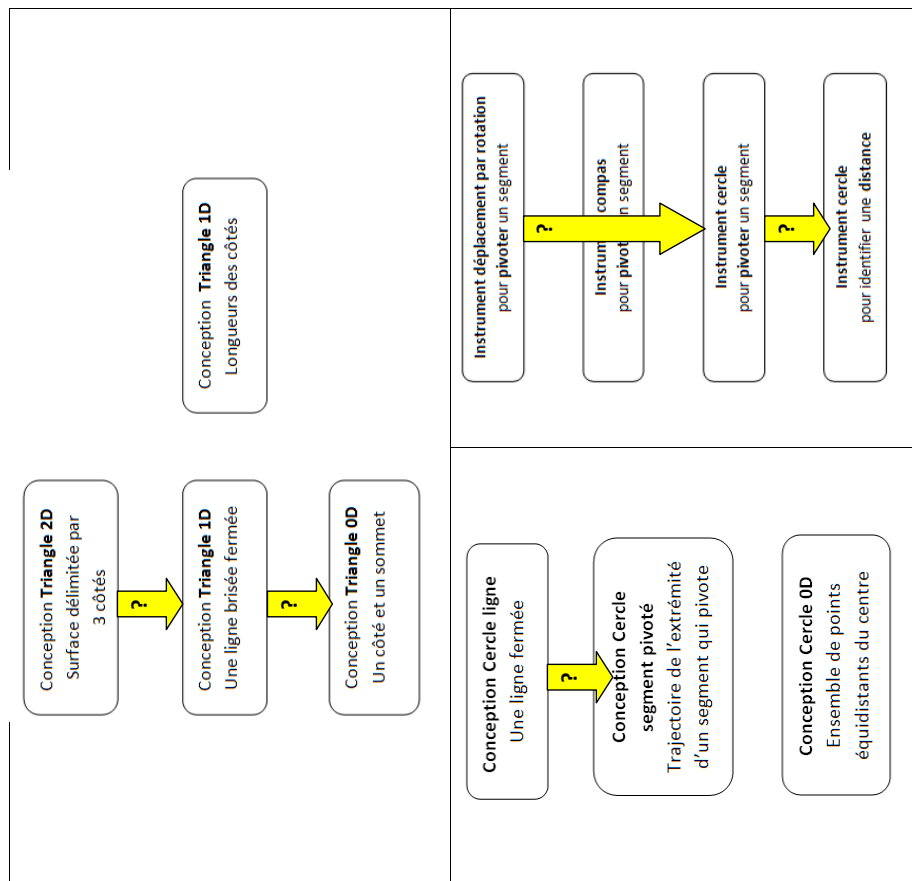 Conception Triangle 2D
Surface délimitée par
3 côtés
?
Conception Triangle 1D
Une ligne brisée fermée
?
Conception Triangle 0D
Un côté et un sommet
Conception Triangle 1D
Longueurs des côtés
Conception Cercle ligne
Une ligne fermée
?
Conception Cercle
segment pivoté
Trajectoire de l'extrémité
d'un segment qui pivote
Conception Cercle 0D
Ensemble de points
équidistants du centre
Instrument déplacement par rotation
pour pivoter un segment
?
Instrum compas
pour pivot n segment
Instrument cercle
pour pivoter un segment
?
Instrument cercle
pour identifier une distance